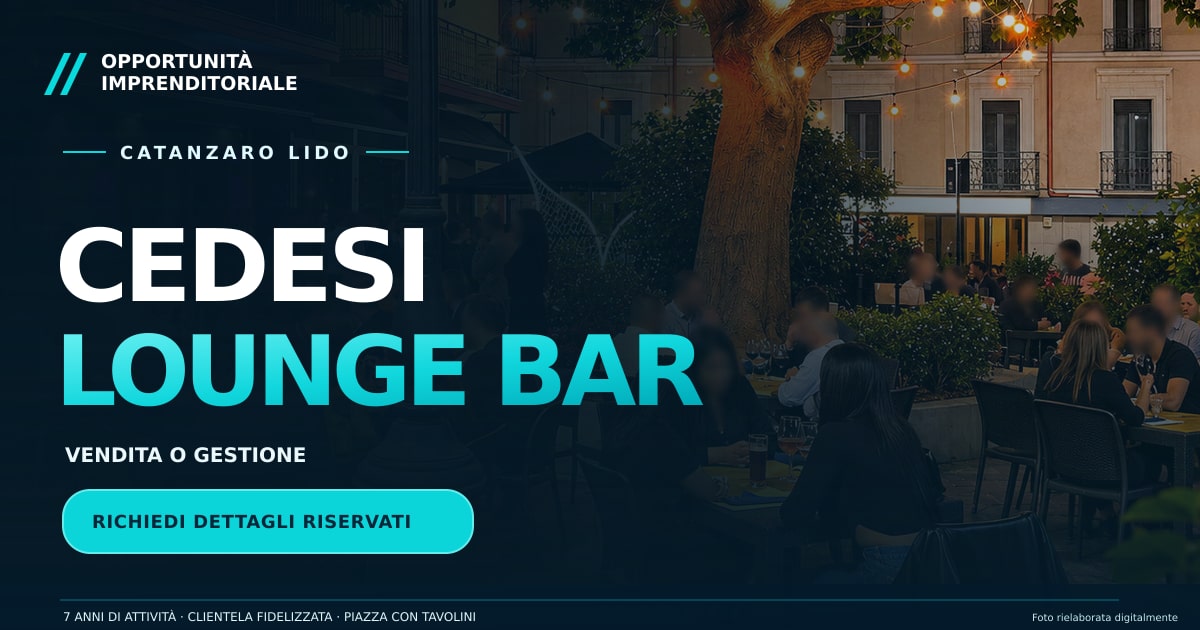 OPPORTUNITÀ
IMPRENDITORIALE
CATANZARO LIDO
CEDESI
LOUNGE BAR
VENDITA O GESTIONE
RICHIEDI DETTAGLI RISERVATI
7 ANNI DI ATTIVITÀ · CLIENTELA FIDELIZZATA · PIAZZA CON TAVOLINI
Foto rielaborata digitalmente